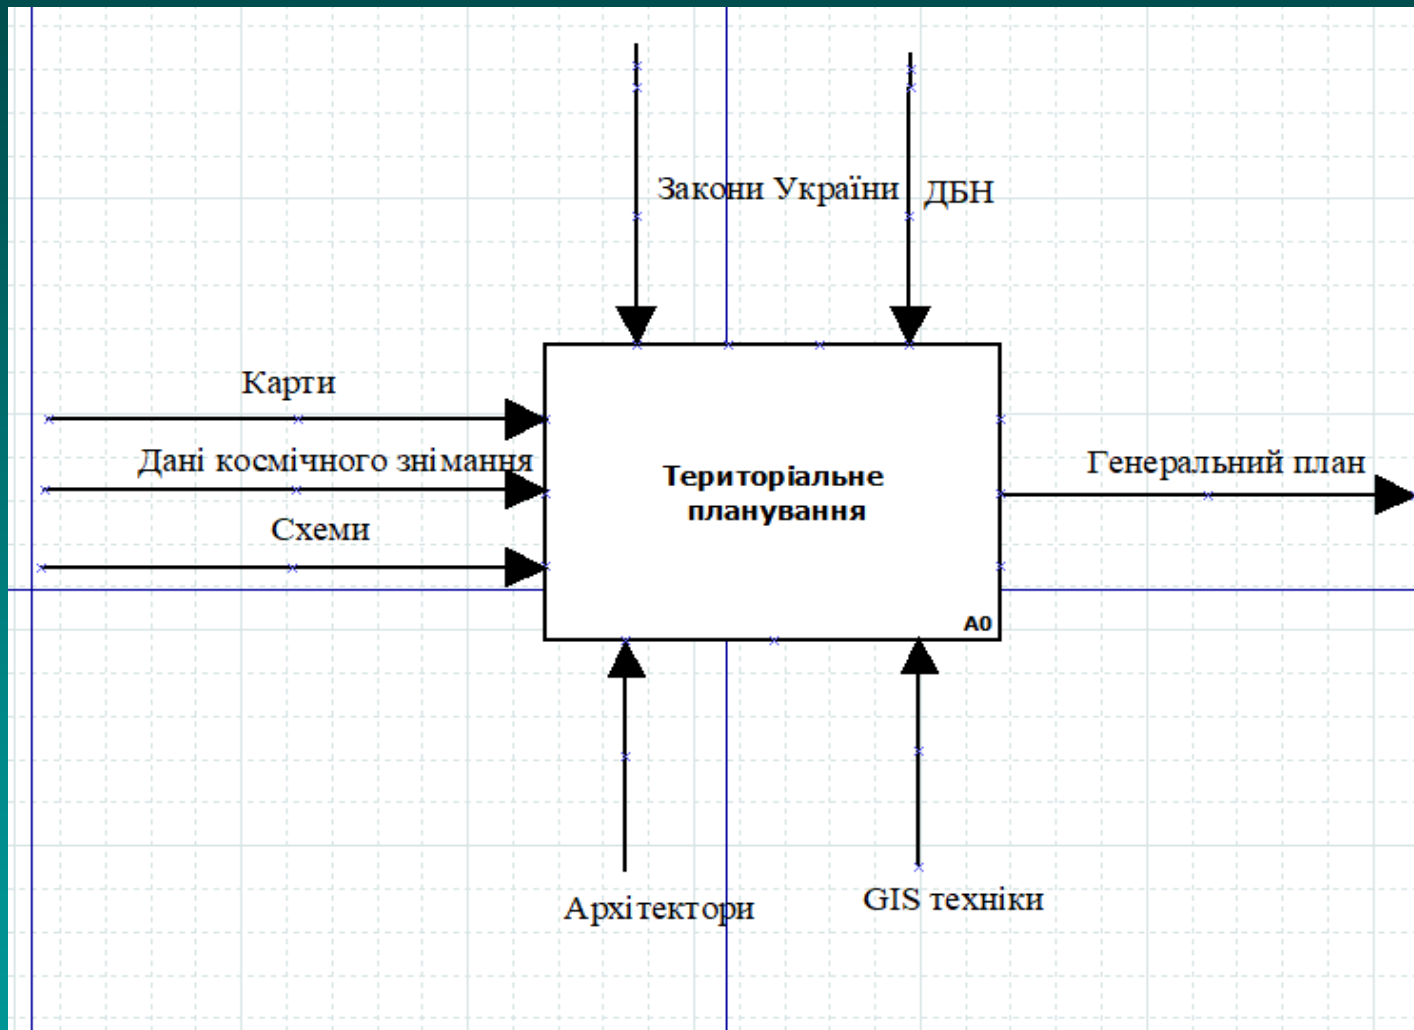 Закони України
ДБН
Карти
Дані космічного знімання
Схеми
Територіальне
планування
A0
Генеральний план
Архітектори
GIS техніки